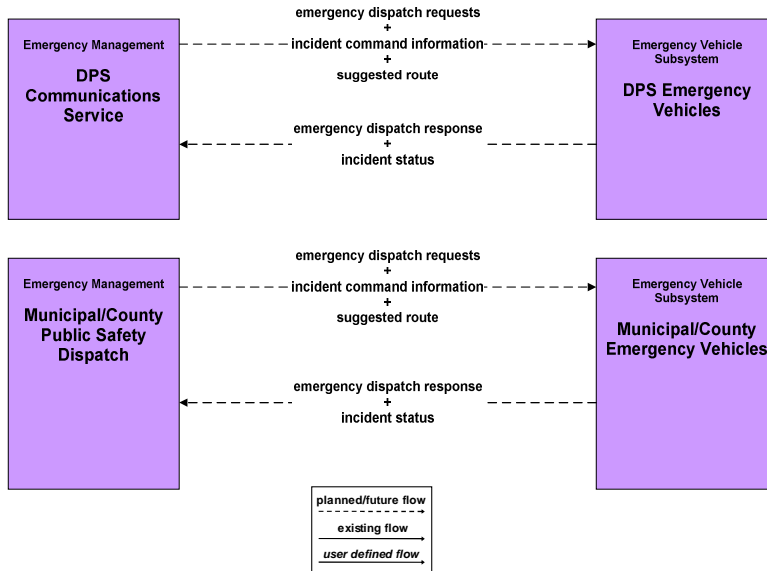 emergency dispatch requests
+
incident command information
+
suggested route
Emergency Management
DPS
Communications
Service
Emergency Vehicle
Subsystem
DPS Emergency
Vehicles
emergency dispatch response
+
incident status
emergency dispatch requests
+
incident command information
+
suggested route
Emergency Management
Municipal/County
Public Safety
Dispatch
Emergency Vehicle
Subsystem
Municipal/County
Emergency Vehicles
emergency dispatch response
+
incident status
planned/future flow
existing flow
user defined flow